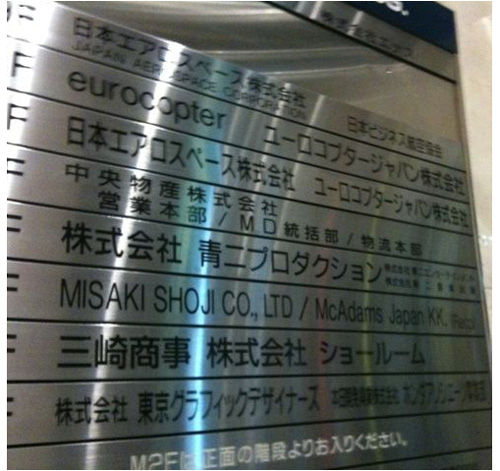 日本エアロスペース株式会社
JAPAN AEROSPACE CORPORATION 日本ビジネス航空協会
F eurocopter ユーロコプタージャパン株式会社
F 日本エアロスペース株式会社 ユーロコプタージャパン株式会社
中央物産株式会社
営業本部 / MD統括部 / 物流本部
F 株式会社 青二プロダクション
MISAKI SHOJI CO., LTD / McAdams Japan KK.
F 三崎商事 株式会社 ショールーム
F 株式会社 東京グラフィックデザイナーズ
M2Fは正面の階段よりお入りください。